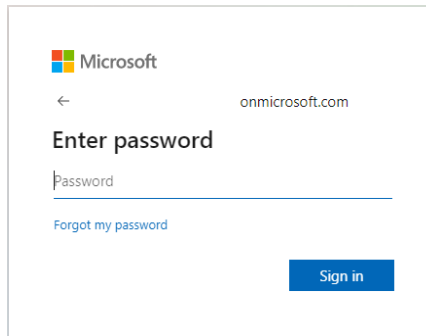 Microsoft
onmicrosoft.com
Enter password
Password
Forgot my password
Sign in